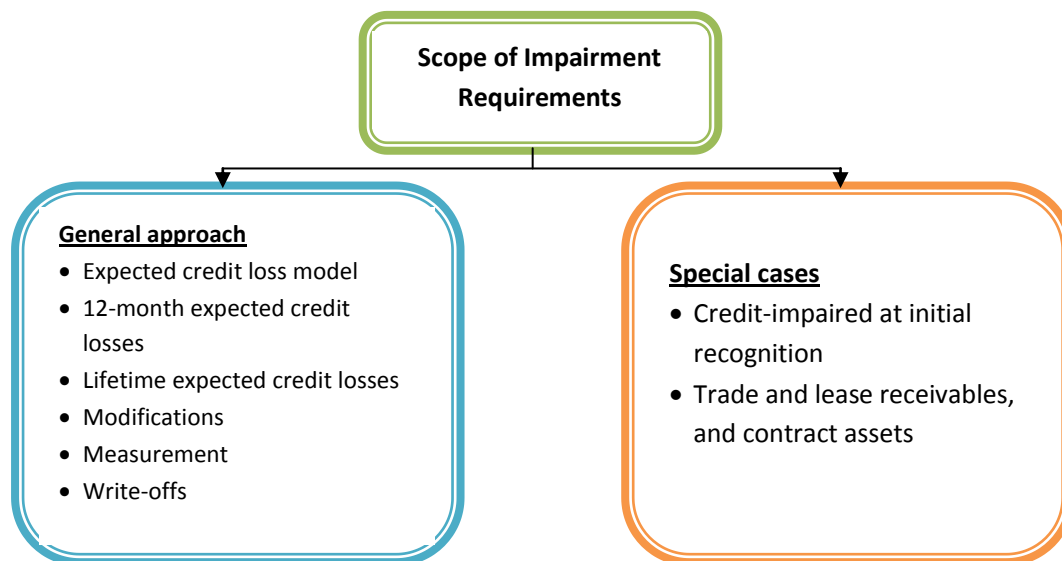 Scope of Impairment
Requirements
General approach
• Expected credit loss model
• 12-month expected credit
losses
• Lifetime expected credit losses
• Modifications
• Measurement
• Write-offs
Special cases
• Credit-impaired at initial
recognition
• Trade and lease receivables,
and contract assets